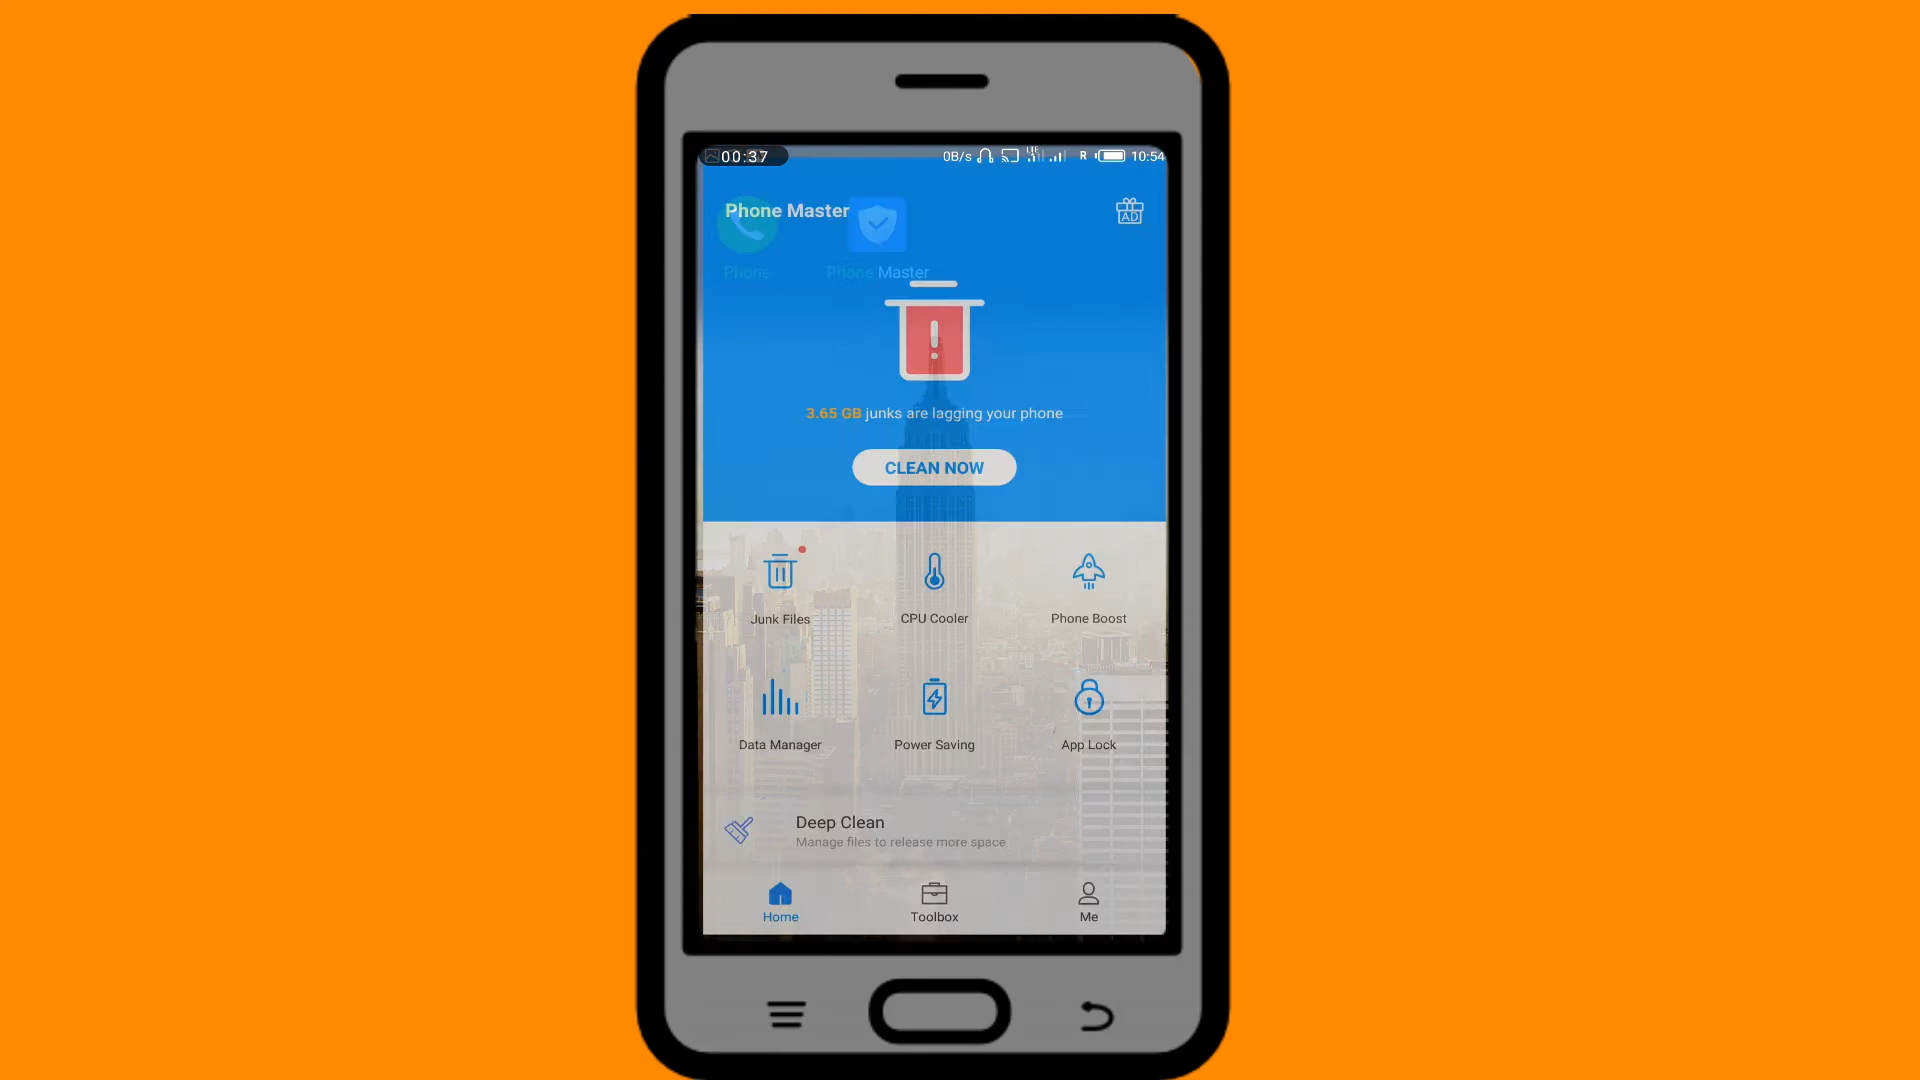 00:37 0B/s LTE R 10:54
Phone Master
AD
Phone Phone Master
3.65 GB junks are lagging your phone
CLEAN NOW
Junk Files CPU Cooler Phone Boost
Data Manager Power Saving App Lock
Deep Clean
Manage files to release more space
Home Toolbox Me